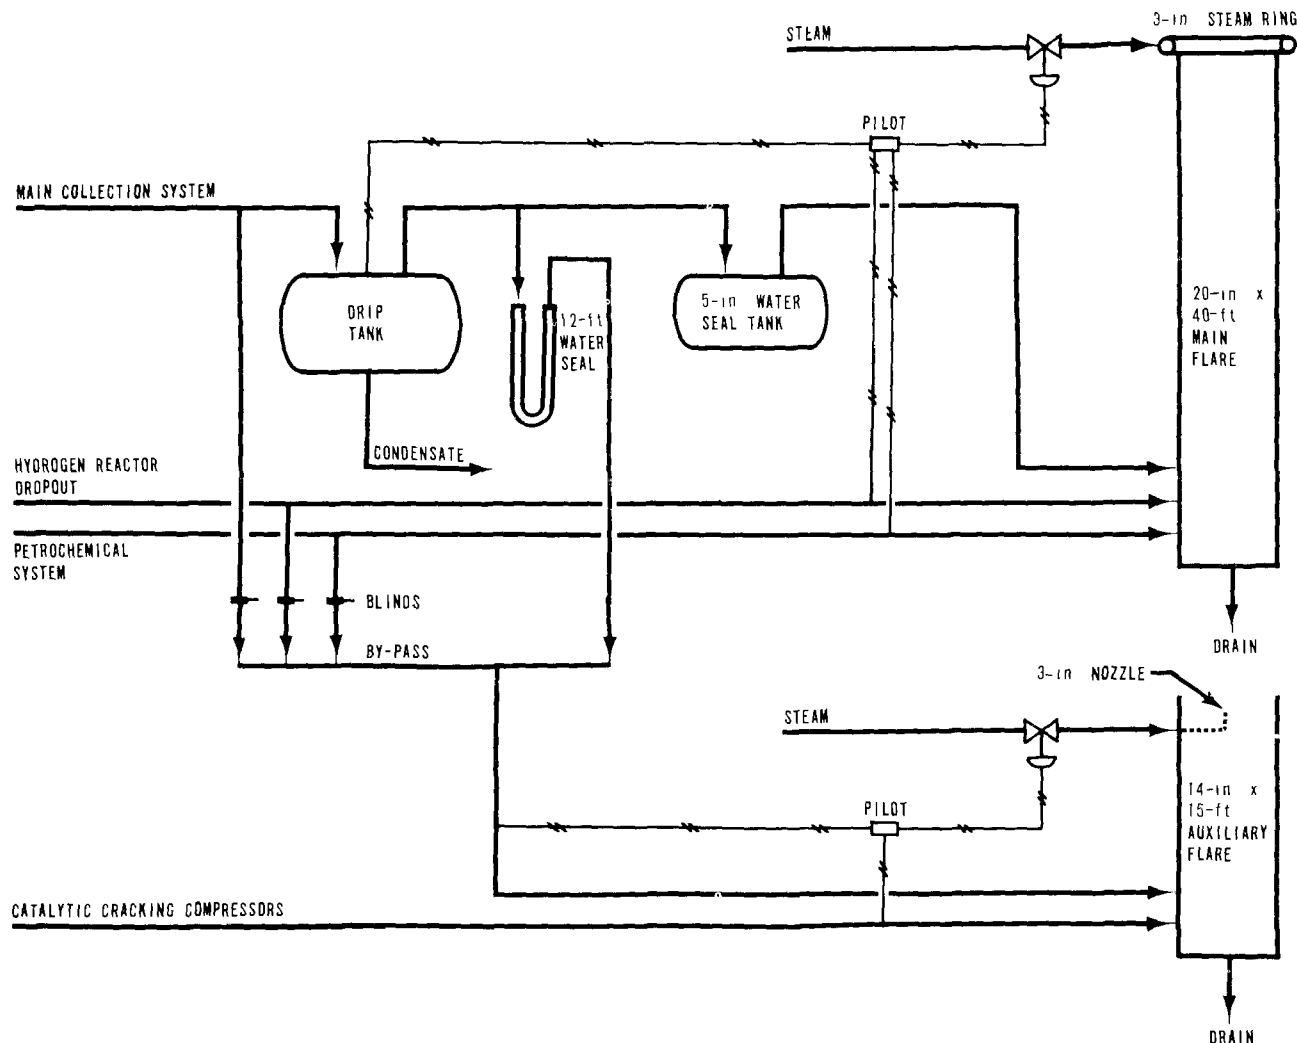 3-in STEAM RING
STEAM
PILOT
MAIN COLLECTION SYSTEM
DRIP
TANK
12-ft
WATER
SEAL
5-in WATER
SEAL TANK
20-in x
40-ft
MAIN
FLARE
CONDENSATE
HYDROGEN REACTOR
DROPOUT
PETROCHEMICAL
SYSTEM
BLINDS
BY-PASS
DRAIN
3-in NOZZLE
STEAM
PILOT
14-in x
15-ft
AUXILIARY
FLARE
CATALYTIC CRACKING COMPRESSORS
DRAIN